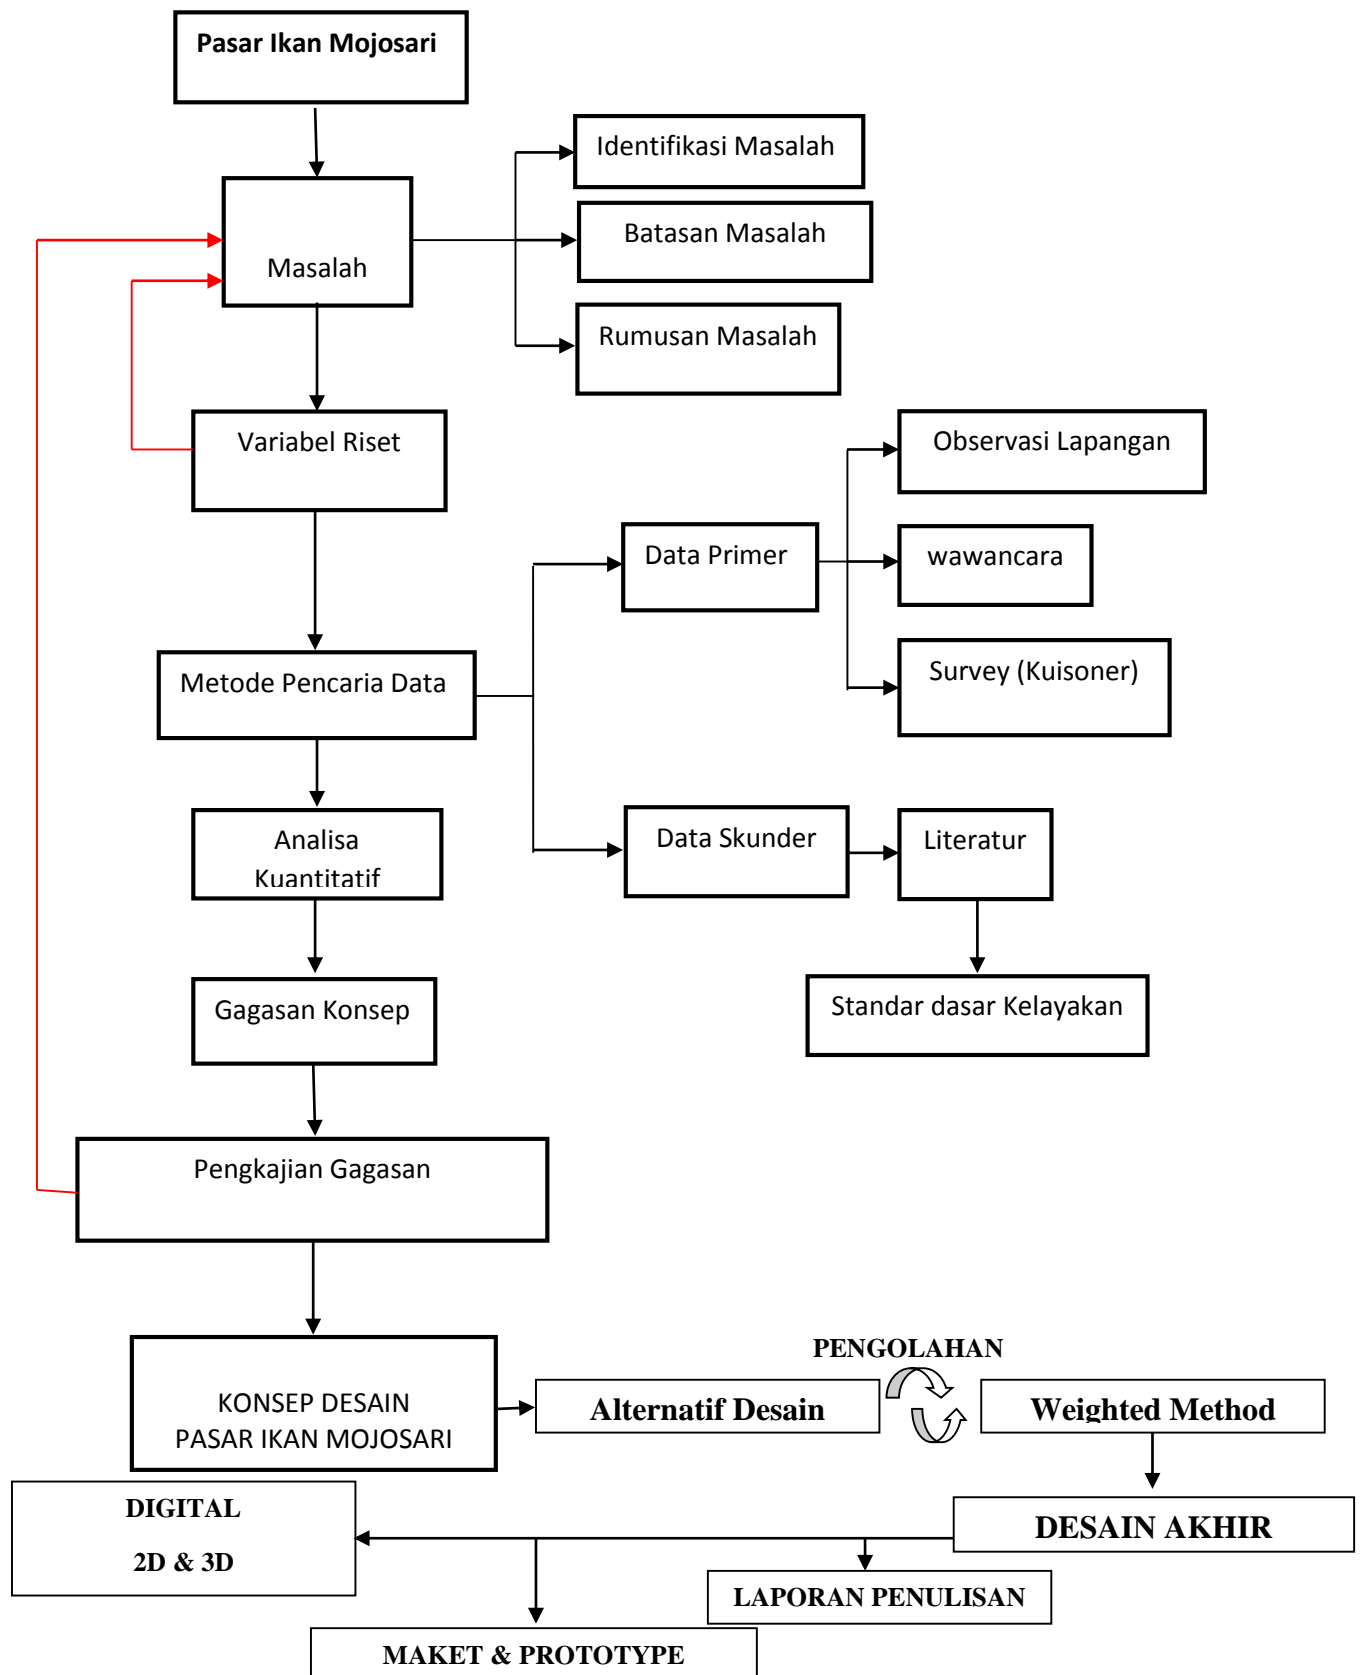 Pasar Ikan Mojosari
Identifikasi Masalah
Batasan Masalah
Masalah
Rumusan Masalah
Variabel Riset
Observasi Lapangan
Data Primer
wawancara
Survey (Kuisoner)
Metode Pencaria Data
Analisa
Kuantitatif
Data Skunder
Literatur
Gagasan Konsep
Standar dasar Kelayakan
Pengkajian Gagasan
PENGOLAHAN
KONSEP DESAIN
PASAR IKAN MOJOSARI
Alternatif Desain
Weighted Method
DIGITAL
2D & 3D
DESAIN AKHIR
LAPORAN PENULISAN
MAKET & PROTOTYPE